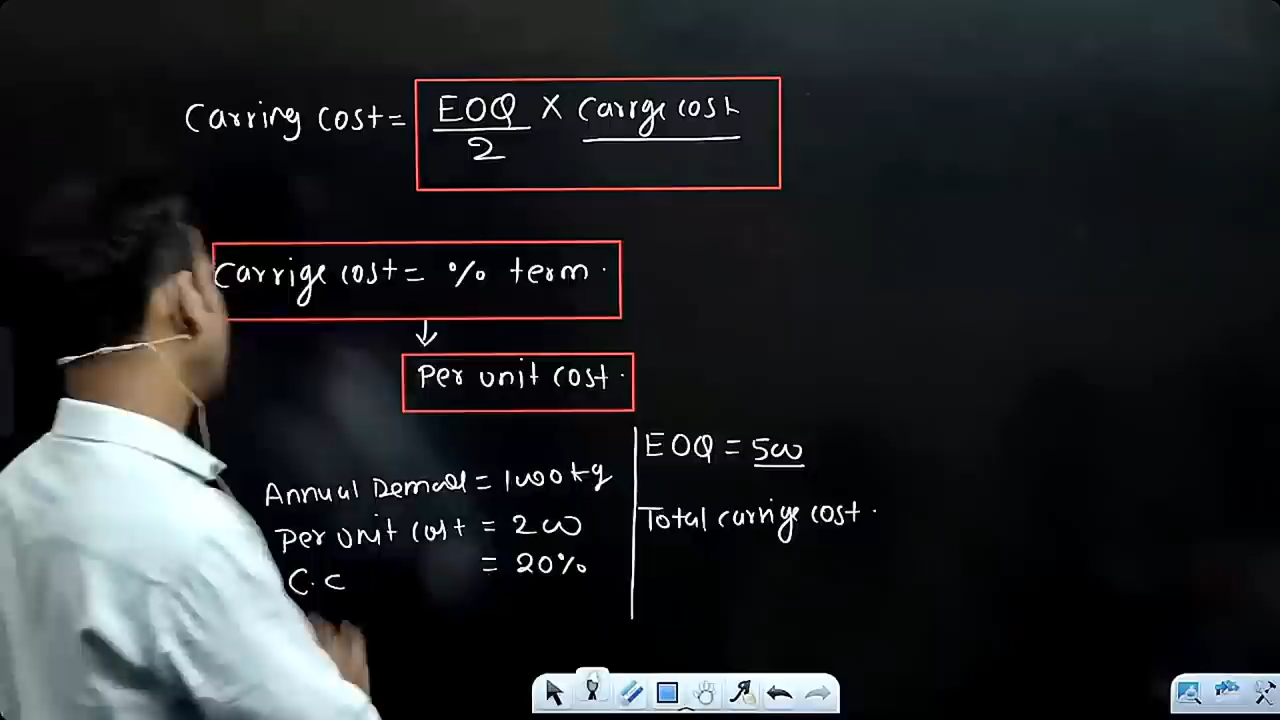 Carring cost = EOQ/2 X Carrge cost
Carrige cost = % term.
Per unit cost.
Annual Demad = 1000 kg
Per unit cost = 200
C.C = 20%
EOQ = 500
Total carrige cost.